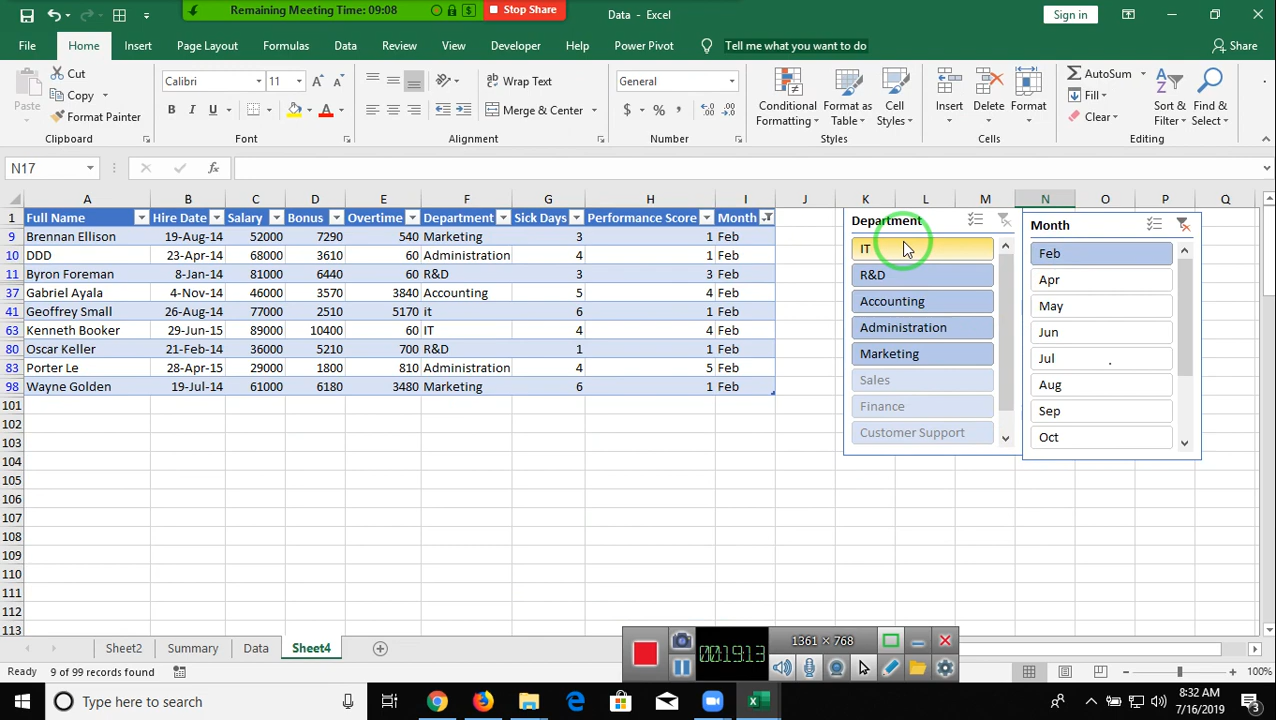 Remaining Meeting Time: 09:08 Stop Share
Data - Excel
Sign in
File Home Insert Page Layout Formulas Data Review View Developer Help Power Pivot Tell me what you want to do Share
Paste Cut Copy Format Painter
Calibri 11
B I U A
Wrap Text
Merge & Center
General
$ % ,
Conditional Formatting Format as Table Cell Styles
Insert Delete Format
AutoSum Fill Clear
Sort & Filter Find & Select
Clipboard Font Alignment Number Styles Cells Editing
N17 fx
A B C D E F G H I J K L M N O P Q
1 Full Name Hire Date Salary Bonus Overtime Department Sick Days Performance Score Month
9 Brennan Ellison 19-Aug-14 52000 7290 540 Marketing 3 1 Feb
10 DDD 23-Apr-14 68000 3610 60 Administration 4 1 Feb
11 Byron Foreman 8-Jan-14 81000 6440 60 R&D 3 3 Feb
37 Gabriel Ayala 4-Nov-14 46000 3570 3840 Accounting 5 4 Feb
41 Geoffrey Small 26-Aug-14 77000 2510 5170 it 6 1 Feb
63 Kenneth Booker 29-Jun-15 89000 10400 60 IT 4 4 Feb
80 Oscar Keller 21-Feb-14 36000 5210 700 R&D 1 1 Feb
83 Porter Le 28-Apr-15 29000 1800 810 Administration 4 5 Feb
98 Wayne Golden 19-Jul-14 61000 6180 3480 Marketing 6 1 Feb
101
102
103
104
105
106
107
108
109
110
111
112
113
Department
IT
R&D
Accounting
Administration
Marketing
Sales
Finance
Customer Support
Month
Feb
Apr
May
Jun
Jul
Aug
Sep
Oct
Sheet2 Summary Data Sheet4
Ready 9 of 99 records found 100%
00:19:13 1361 × 768
Type here to search
8:32 AM
7/16/2019
3